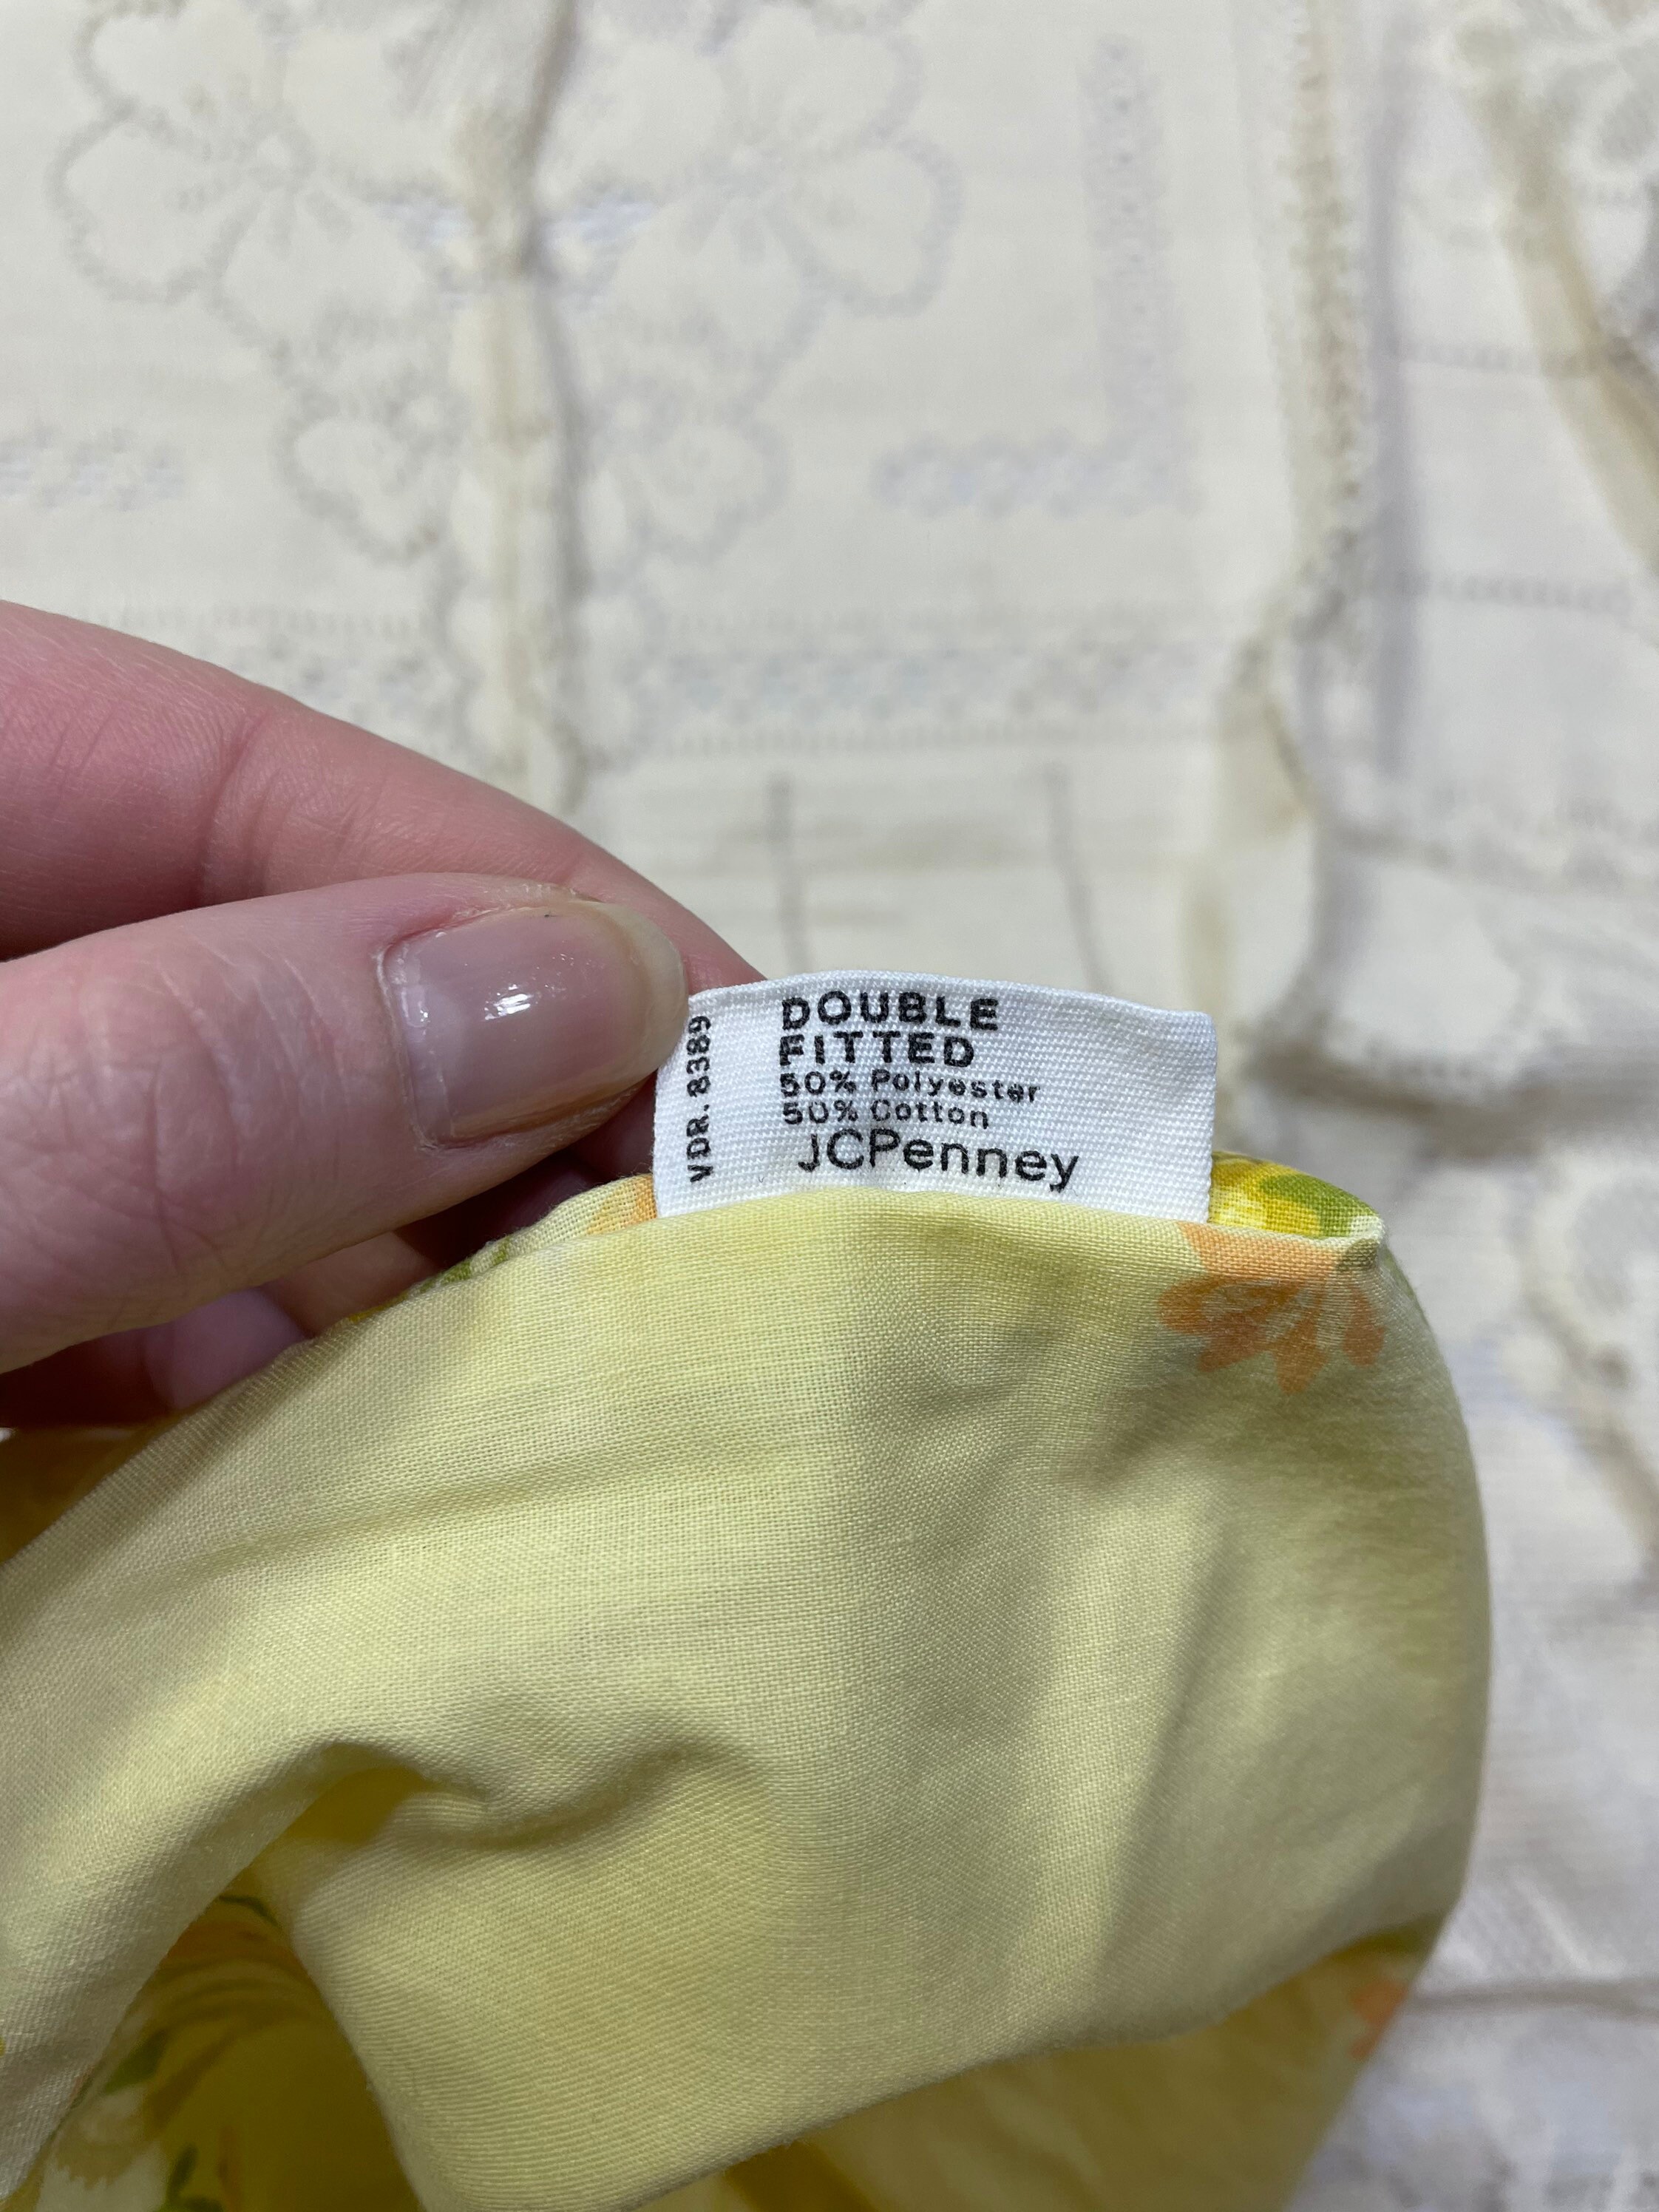 VDR. 8389
DOUBLE
FITTED
50% Polyester
50% Cotton
JCPenney